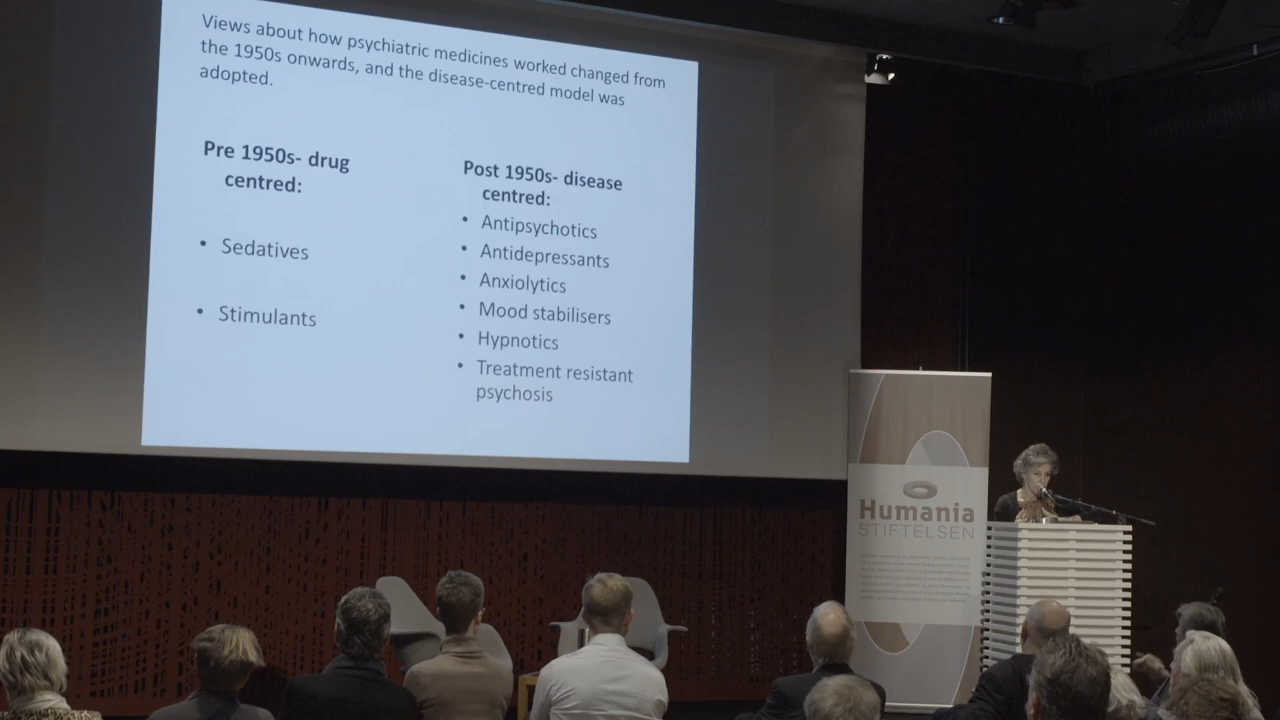 Views about how psychiatric medicines worked changed from
the 1950s onwards, and the disease-centred model was
adopted.
Pre 1950s- drug
centred:
• Sedatives
• Stimulants
Post 1950s- disease
centred:
• Antipsychotics
• Antidepressants
• Anxiolytics
• Mood stabilisers
• Hypnotics
• Treatment resistant
psychosis
Humania
STIFTELSEN